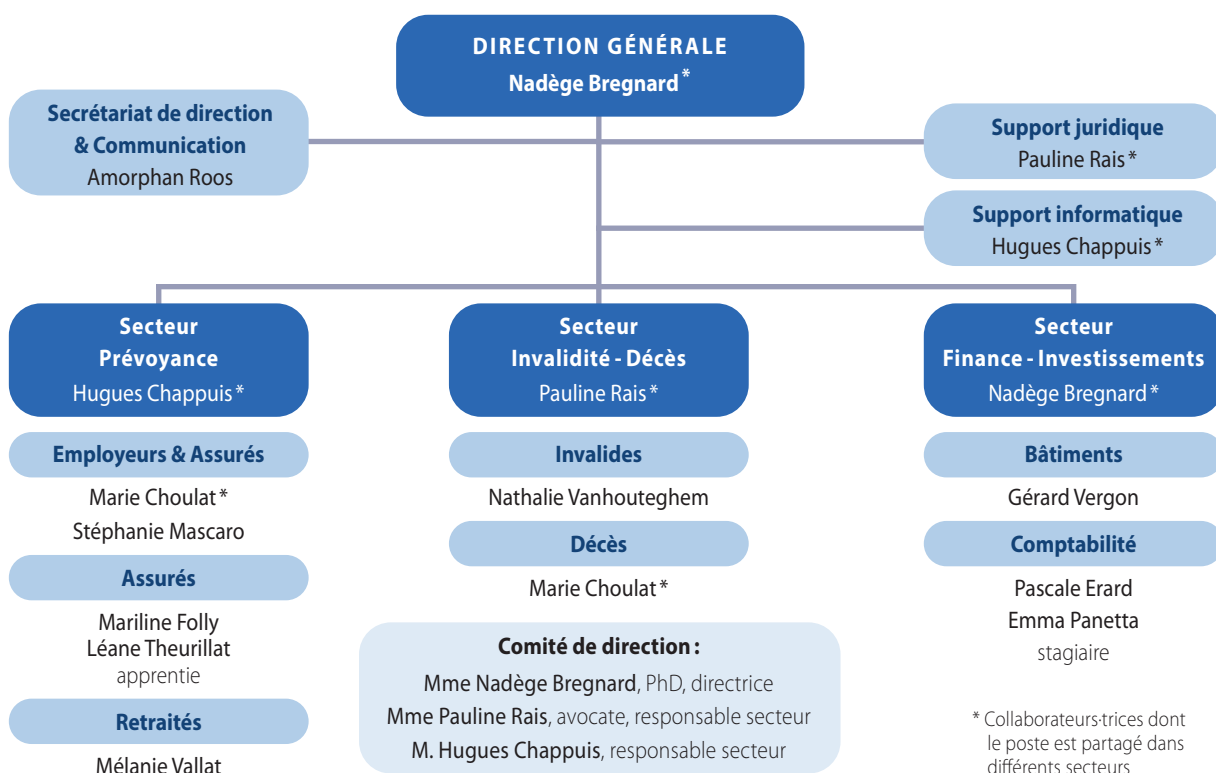 DIRECTION GÉNÉRALE
Nadège Bregnard*
Secrétariat de direction
& Communication
Amorphan Roos
Support juridique
Pauline Rais*
Support informatique
Hugues Chappuis*
Secteur
Prévoyance
Hugues Chappuis*
Employeurs & Assurés
Marie Choulat*
Stéphanie Mascaro
Assurés
Mariline Folly
Léane Theurillat
apprentie
Retraités
Mélanie Vallat
Secteur
Invalidité - Décès
Pauline Rais*
Invalides
Nathalie Vanhouteghem
Décès
Marie Choulat*
Comité de direction :
Mme Nadège Bregnard, PhD, directrice
Mme Pauline Rais, avocate, responsable secteur
M. Hugues Chappuis, responsable secteur
Secteur
Finance - Investissements
Nadège Bregnard*
Bâtiments
Gérard Vergon
Comptabilité
Pascale Erard
Emma Panetta
stagiaire
* Collaborateurs·trices dont
le poste est partagé dans
différents secteurs